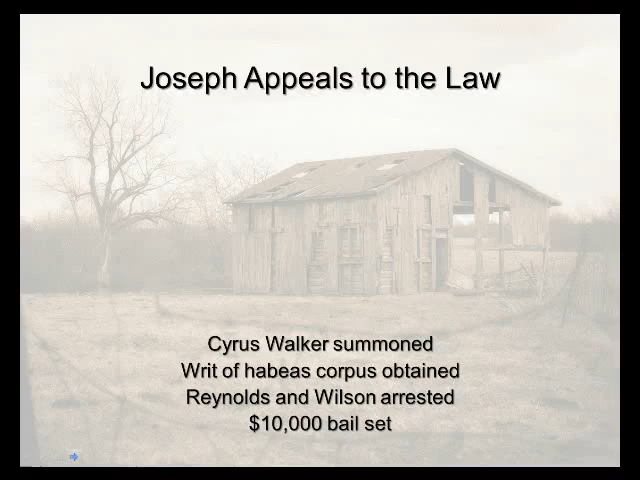 Joseph Appeals to the Law
Cyrus Walker summoned
Writ of habeas corpus obtained
Reynolds and Wilson arrested
$10,000 bail set